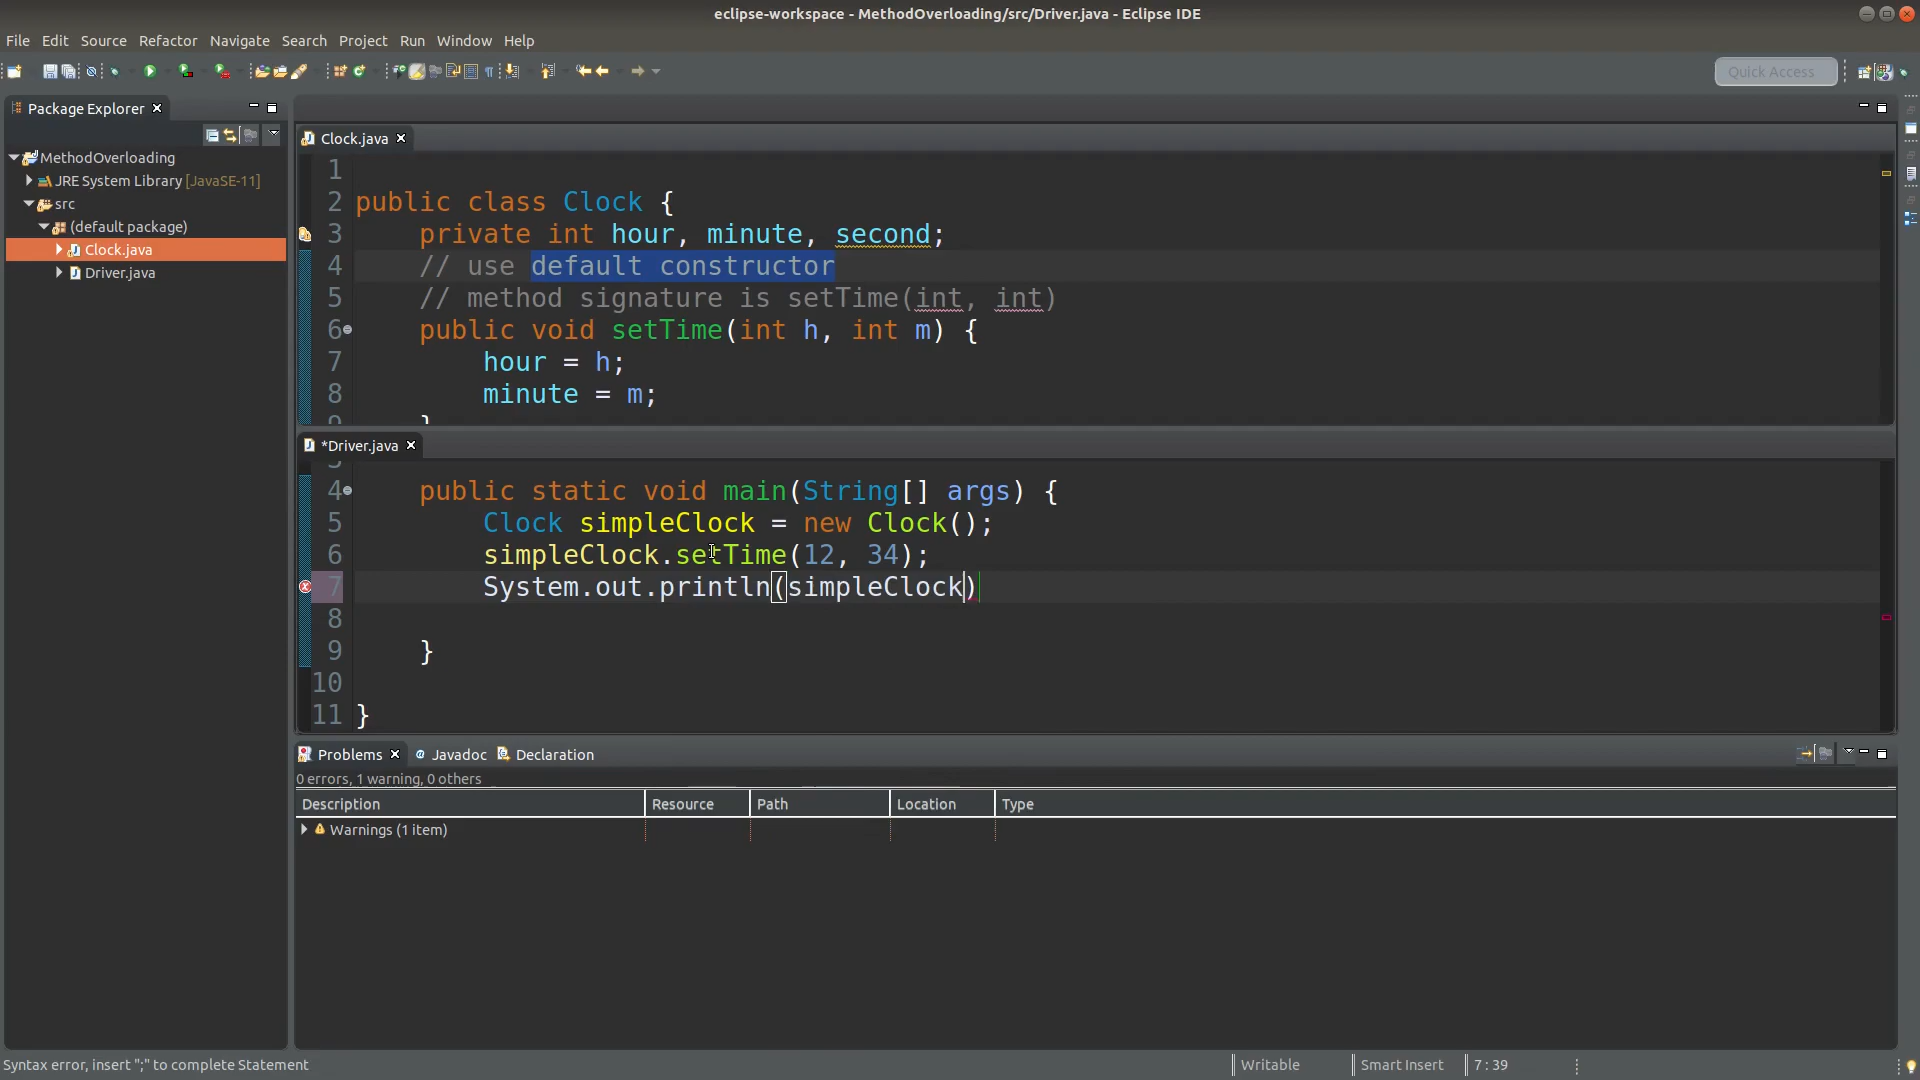 eclipse-workspace - MethodOverloading/src/Driver.java - Eclipse IDE
File Edit Source Refactor Navigate Search Project Run Window Help
Quick Access
Package Explorer
MethodOverloading
JRE System Library [JavaSE-11]
src
(default package)
Clock.java
Driver.java
Clock.java
1
2 public class Clock {
3 private int hour, minute, second;
4 // use default constructor
5 // method signature is setTime(int, int)
6 public void setTime(int h, int m) {
7 hour = h;
8 minute = m;
9 }
*Driver.java
3
4 public static void main(String[] args) {
5 Clock simpleClock = new Clock();
6 simpleClock.setTime(12, 34);
7 System.out.println(simpleClock)
8
9 }
10
11 }
Problems Javadoc Declaration
0 errors, 1 warning, 0 others
Description Resource Path Location Type
Warnings (1 item)
Syntax error, insert ";" to complete Statement Writable Smart Insert 7 : 39